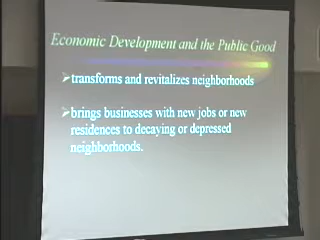 Economic Development and the Public Good
transforms and revitalizes neighborhoods
brings businesses with new jobs or new
residences to decaying or depressed
neighborhoods.